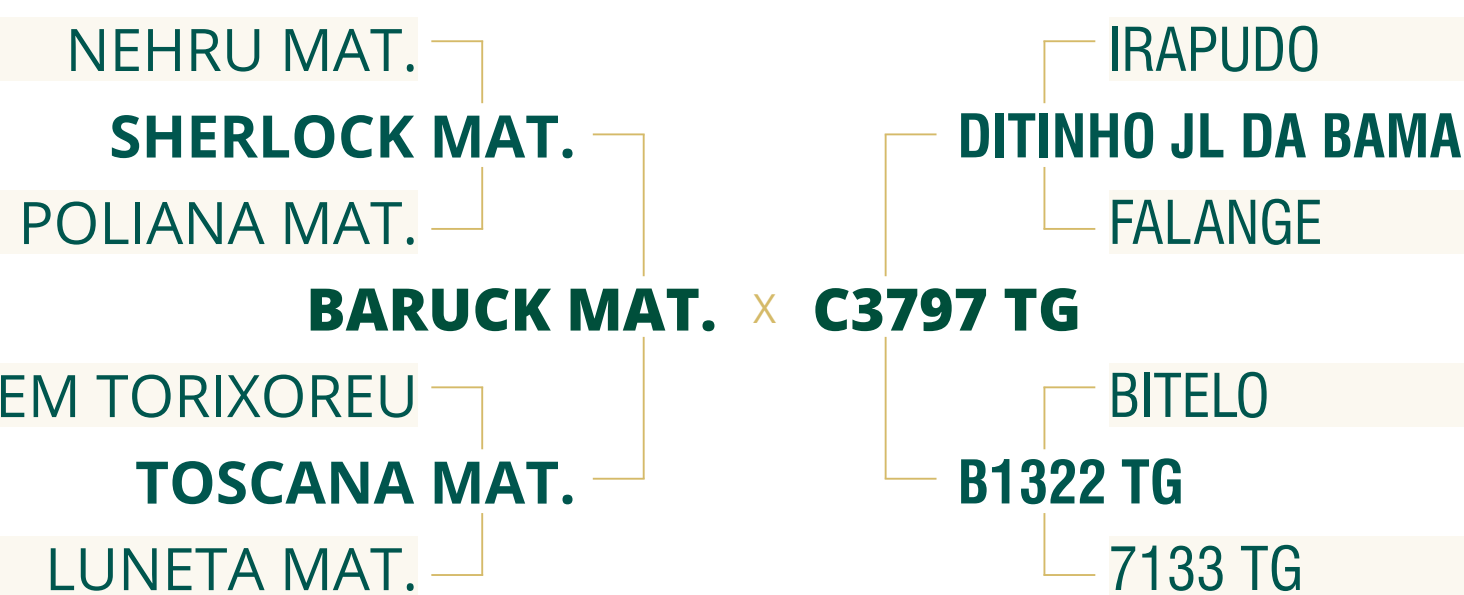 NEHRU MAT.
IRAPUDO
SHERLOCK MAT.
DITINHO JL DA BAMA
POLIANA MAT.
FALANGE
BARUCK MAT. X C3797 TG
EM TORIXOREU
BITELO
TOSCANA MAT.
B1322 TG
LUNETA MAT.
7133 TG